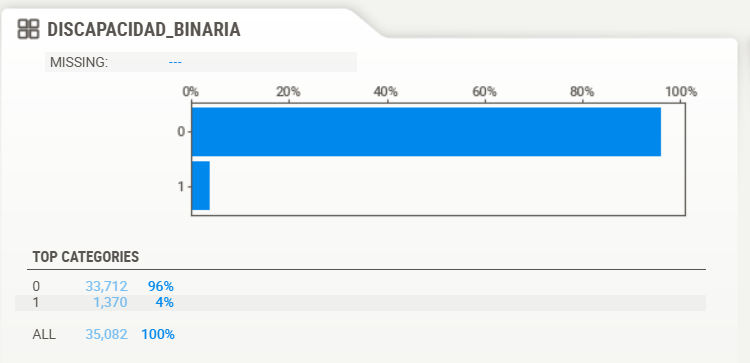 DISCAPACIDAD_BINARIA
MISSING: ---
0% 20% 40% 60% 80% 100%
0
1
TOP CATEGORIES
0 33,712 96%
1 1,370 4%
ALL 35,082 100%